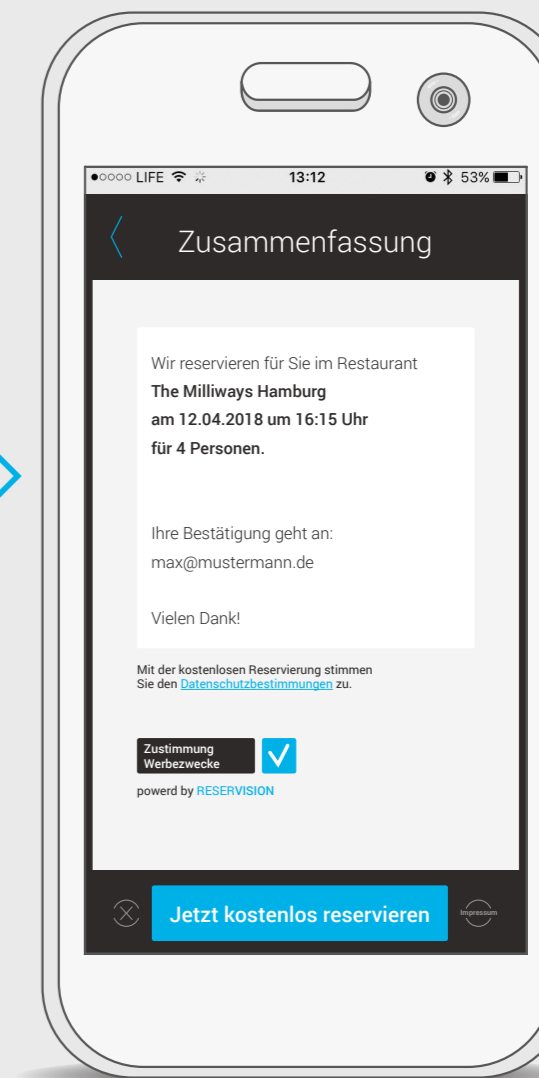 LIFE 13:12 53%
Zusammenfassung
Wir reservieren für Sie im Restaurant
The Milliways Hamburg
am 12.04.2018 um 16:15 Uhr
für 4 Personen.
Ihre Bestätigung geht an:
max@mustermann.de
Vielen Dank!
Mit der kostenlosen Reservierung stimmen
Sie den Datenschutzbestimmungen zu.
Zustimmung
Werbezwecke
powerd by RESERVISION
Jetzt kostenlos reservieren
Impressum